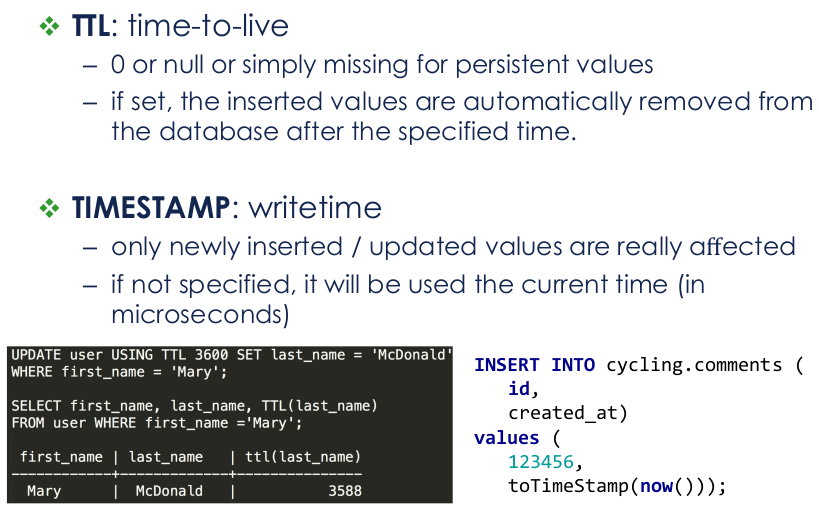 ❖ TTL: time-to-live
– 0 or null or simply missing for persistent values
– if set, the inserted values are automatically removed from
the database after the specified time.
❖ TIMESTAMP: writetime
– only newly inserted / updated values are really affected
– if not specified, it will be used the current time (in
microseconds)
UPDATE user USING TTL 3600 SET last_name = 'McDonald'
WHERE first_name = 'Mary';
SELECT first_name, last_name, TTL(last_name)
FROM user WHERE first_name ='Mary';
first_name | last_name | ttl(last_name)
------------+-------------+---------------
Mary | McDonald | 3588
INSERT INTO cycling.comments (
id,
created_at)
values (
123456,
toTimeStamp(now()));